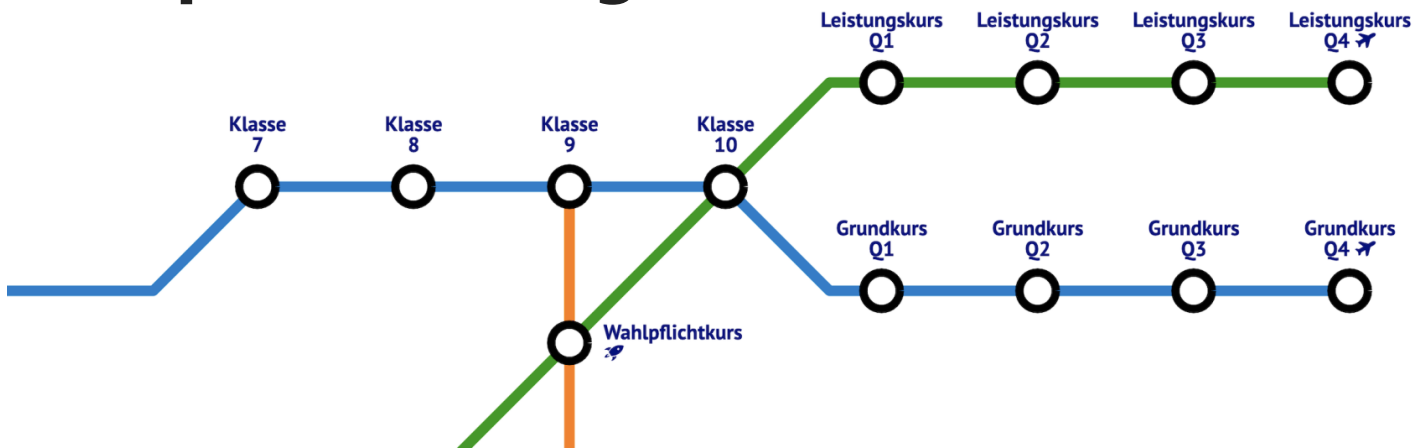 Leistungskurs
Q1
Leistungskurs
Q2
Leistungskurs
Q3
Leistungskurs
Q4
Klasse
7
Klasse
8
Klasse
9
Klasse
10
Grundkurs
Q1
Grundkurs
Q2
Grundkurs
Q3
Grundkurs
Q4
Wahlpflichtkurs